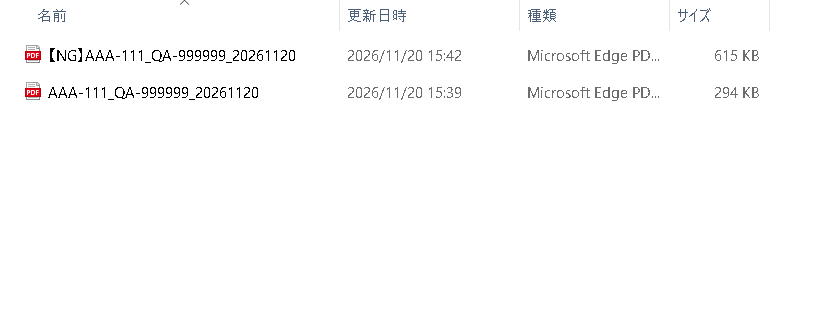 名前 更新日時 種類 サイズ
PDF 【NG】AAA-111_QA-999999_20261120 2026/11/20 15:42 Microsoft Edge PD... 615 KB
PDF AAA-111_QA-999999_20261120 2026/11/20 15:39 Microsoft Edge PD... 294 KB